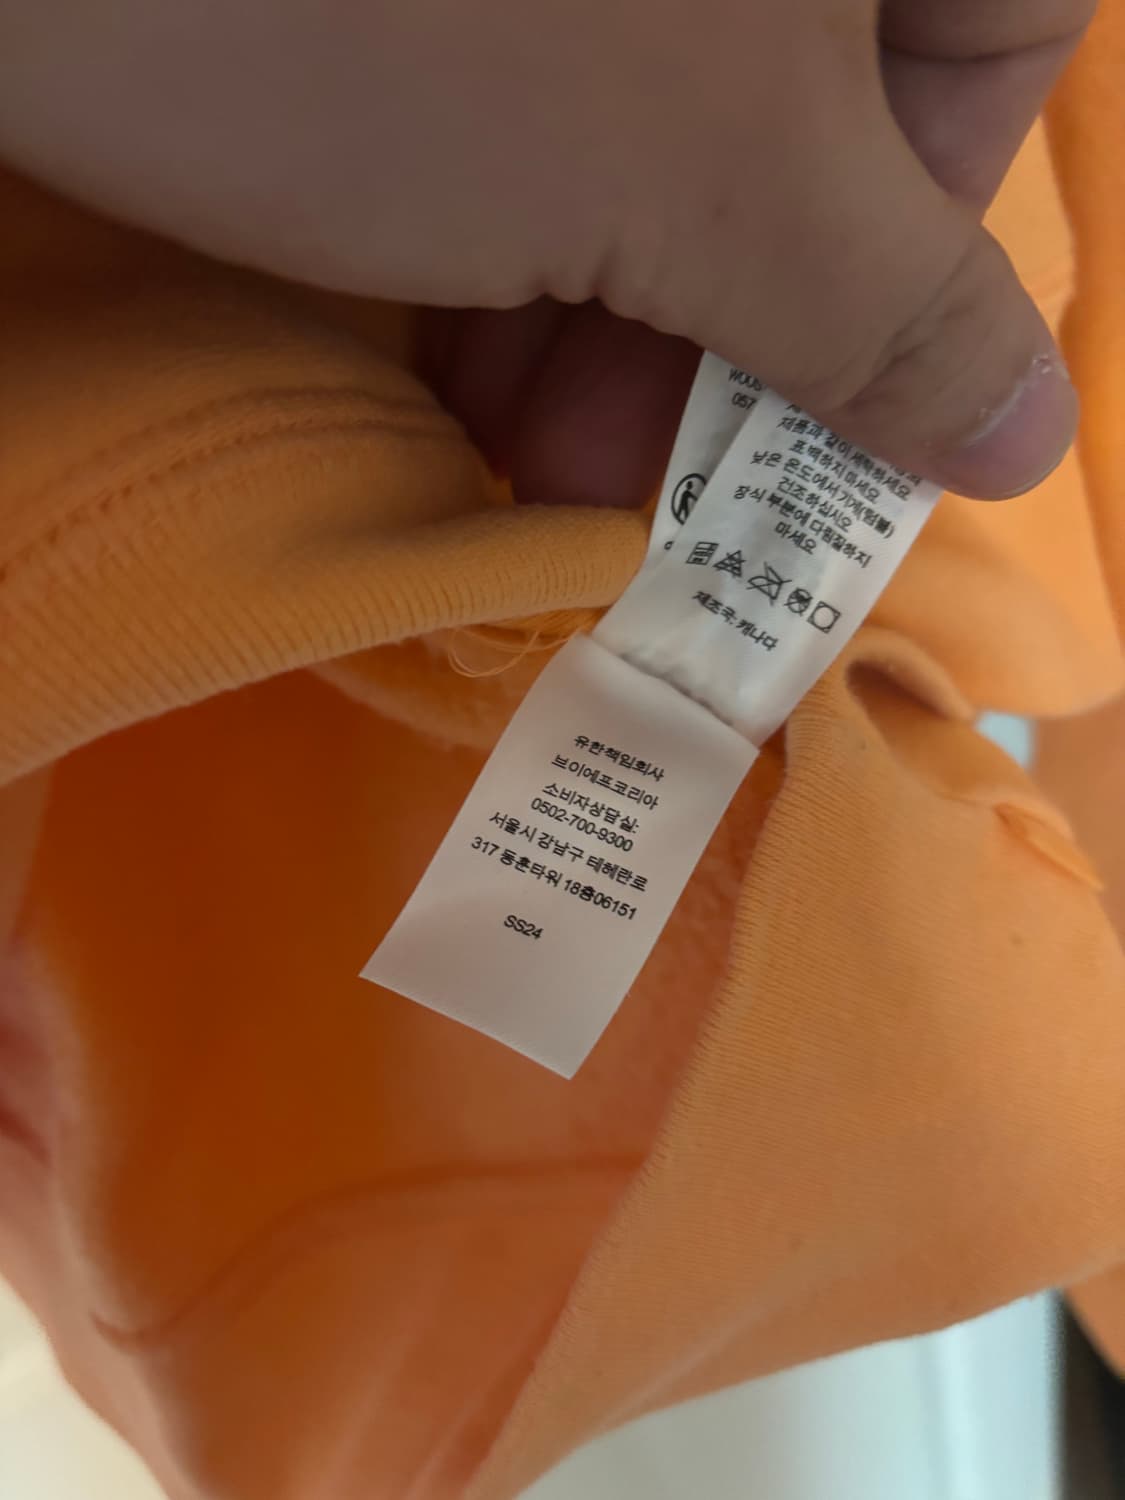 057
제품과 같이 세탁하세요
표백하지 마세요
낮은 온도에서 기계(텀블)
건조하십시오
장식 부분에 다림질하지
마세요
제조국: 캐나다
유한책임회사
브이에프코리아
소비자상담실:
0502-700-9300
서울시 강남구 테헤란로
317 동훈타워 18층06151
SS24